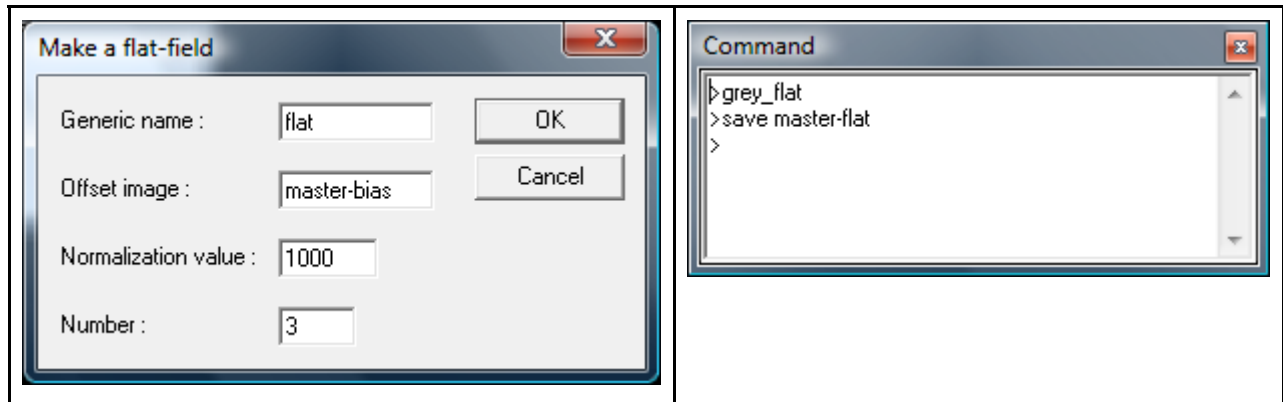 Make a flat-field
Generic name : flat
OK
Offset image : master-bias
Cancel
Normalization value : 1000
Number : 3
Command
>grey_flat
>save master-flat
>